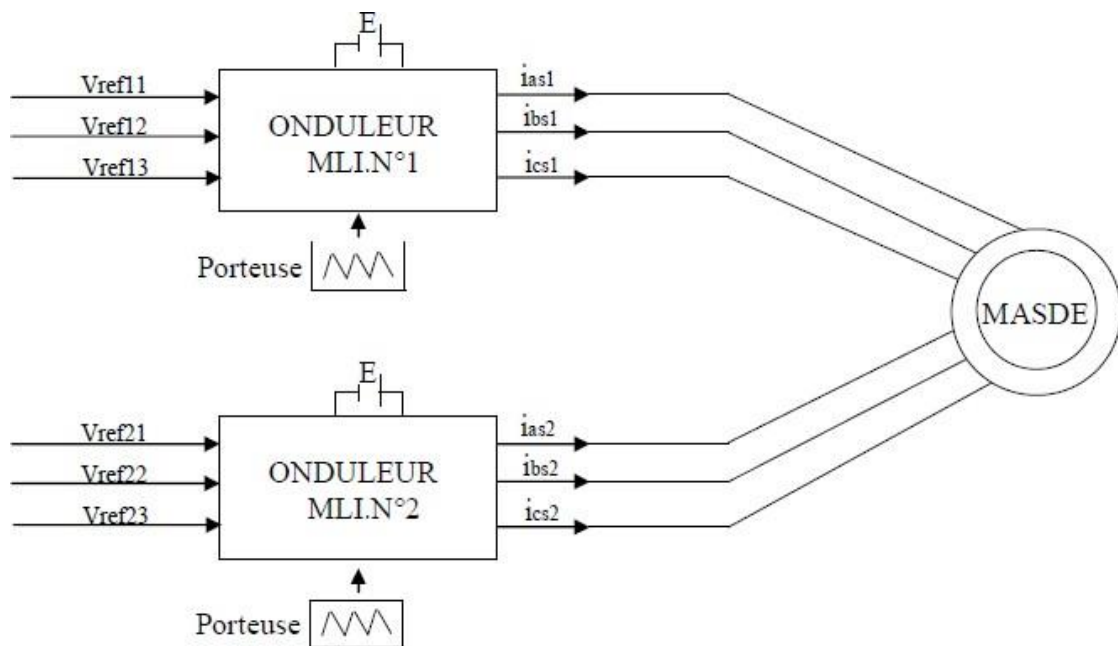 E
Vref11
Vref12
Vref13
ONDULEUR
MLI.N°1
ias1
ibs1
ics1
Porteuse
MASDE
E
Vref21
Vref22
Vref23
ONDULEUR
MLI.N°2
ias2
ibs2
ics2
Porteuse